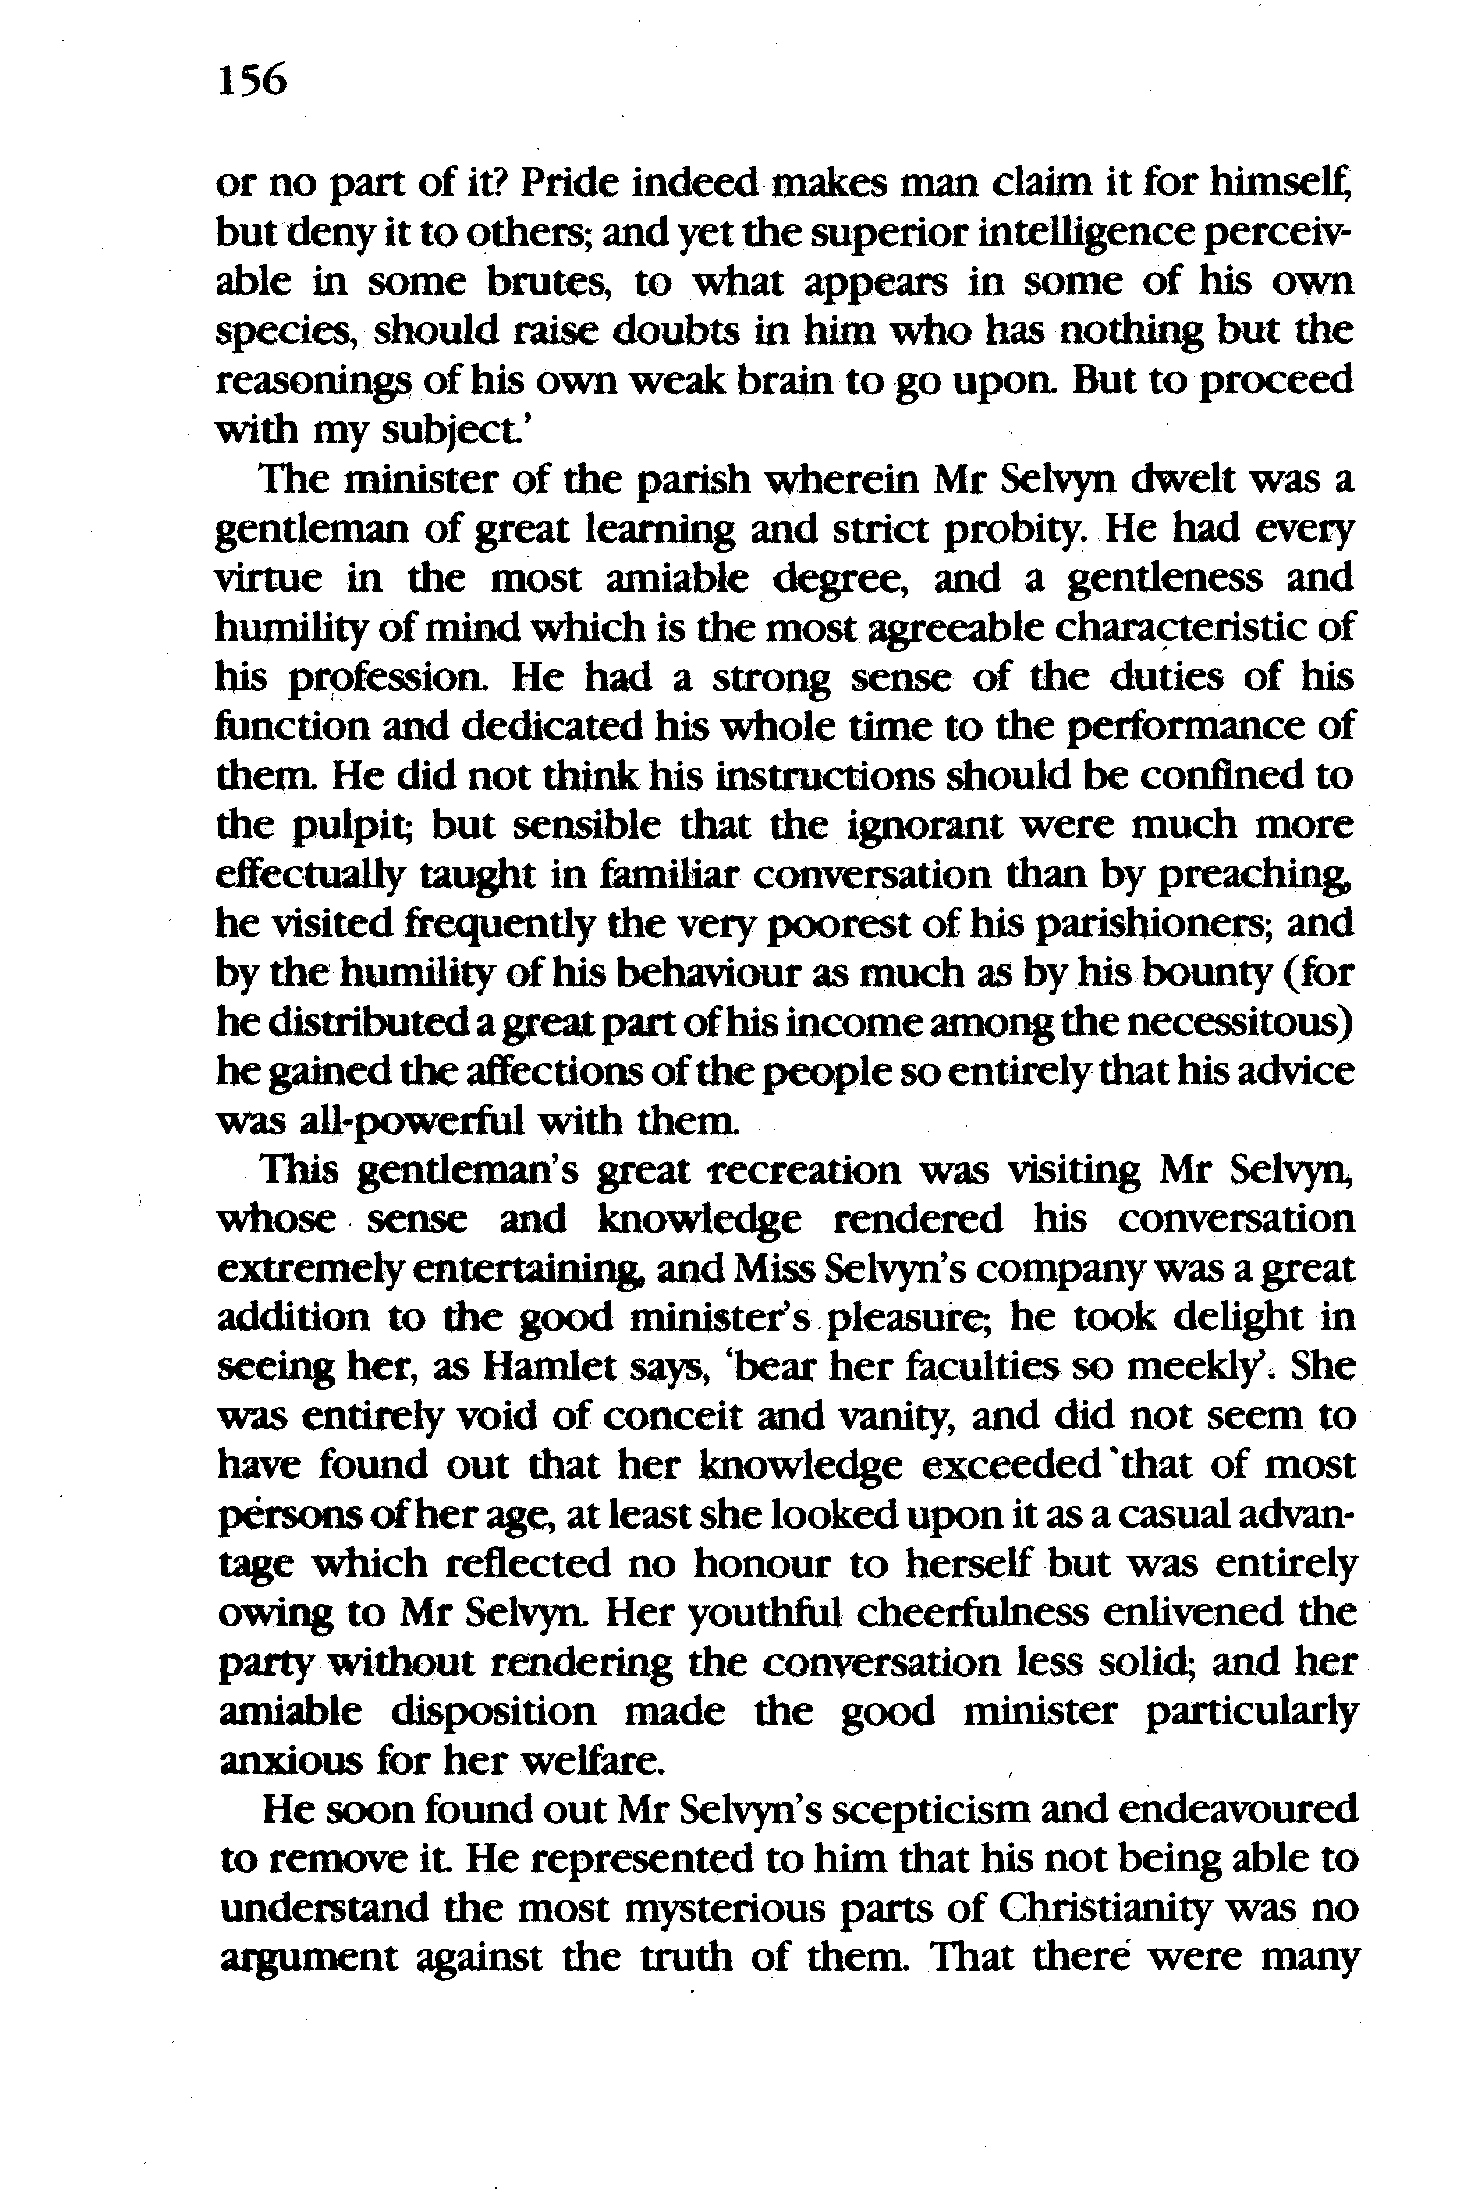 156
or no part of it? Pride indeed makes man claim it for himself,
but deny it to others; and yet the superior intelligence perceiv-
able in some brutes, to what appears in some of his own
species, should raise doubts in him who has nothing but the
reasonings of his own weak brain to go upon. But to proceed
with my subject.'
The minister of the parish wherein Mr Selvyn dwelt was a
gentleman of great learning and strict probity. He had every
virtue in the most amiable degree, and a gentleness and
humility of mind which is the most agreeable characteristic of
his profession. He had a strong sense of the duties of his
function and dedicated his whole time to the performance of
them. He did not think his instructions should be confined to
the pulpit; but sensible that the ignorant were much more
effectually taught in familiar conversation than by preaching,
he visited frequently the very poorest of his parishioners; and
by the humility of his behaviour as much as by his bounty (for
he distributed a great part of his income among the necessitous)
he gained the affections of the people so entirely that his advice
was all-powerful with them.
This gentleman's great recreation was visiting Mr Selvyn,
whose sense and knowledge rendered his conversation
extremely entertaining, and Miss Selvyn's company was a great
addition to the good minister's pleasure; he took delight in
seeing her, as Hamlet says, 'bear her faculties so meekly'. She
was entirely void of conceit and vanity, and did not seem to
have found out that her knowledge exceeded that of most
persons of her age, at least she looked upon it as a casual advan-
tage which reflected no honour to herself but was entirely
owing to Mr Selvyn. Her youthful cheerfulness enlivened the
party without rendering the conversation less solid; and her
amiable disposition made the good minister particularly
anxious for her welfare.
He soon found out Mr Selvyn's scepticism and endeavoured
to remove it. He represented to him that his not being able to
understand the most mysterious parts of Christianity was no
argument against the truth of them. That there were many